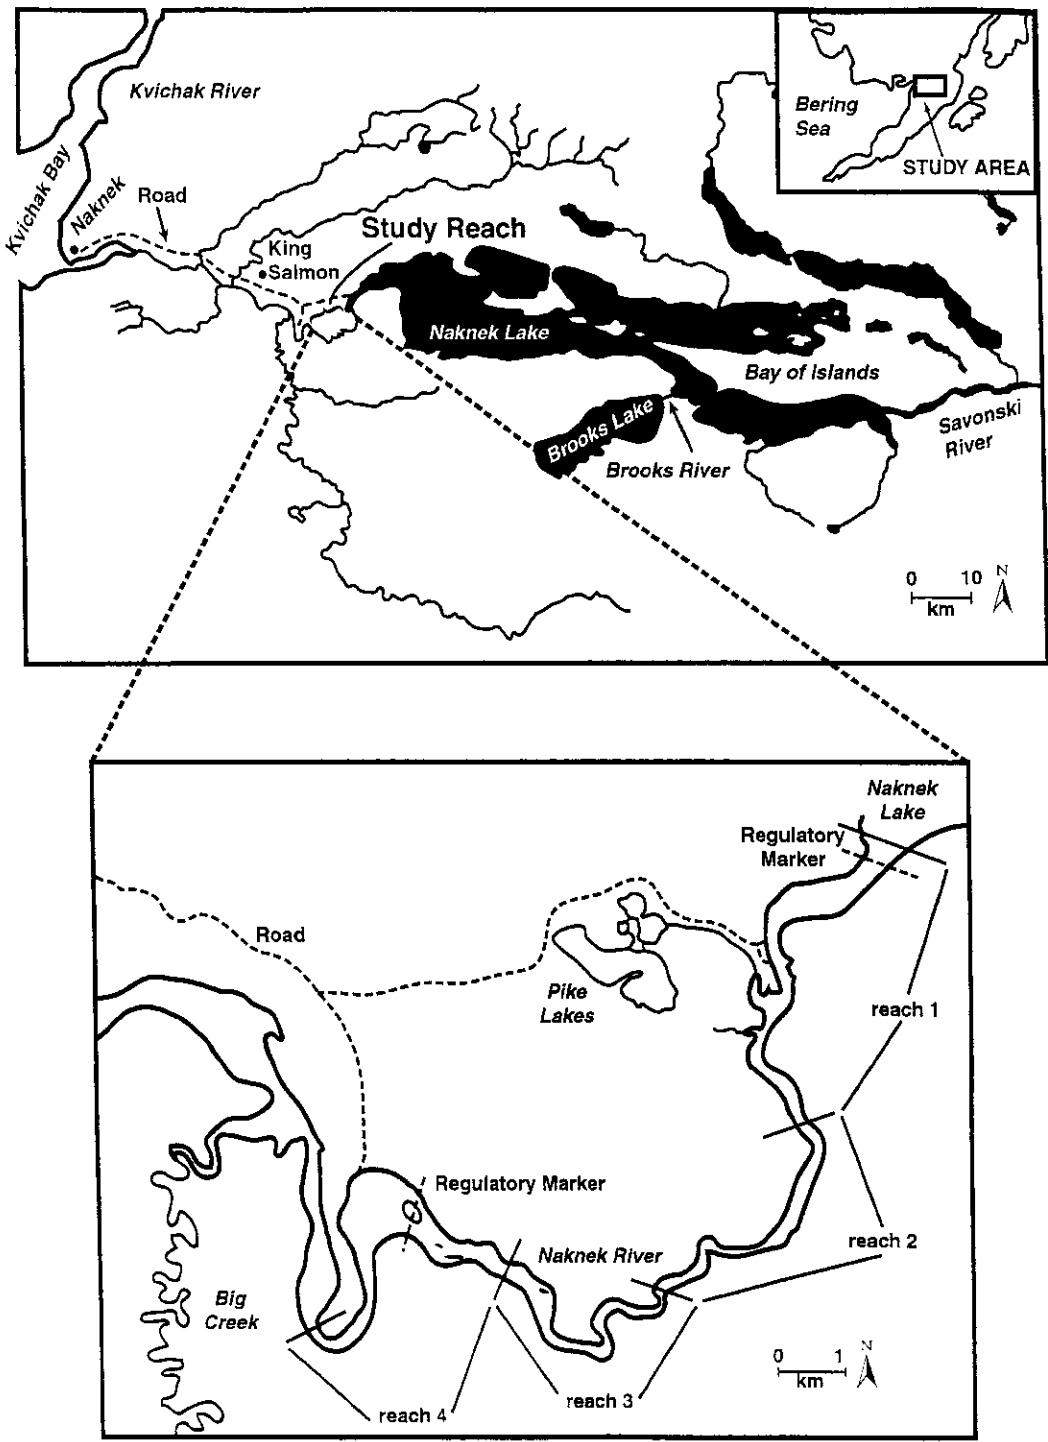 Kvichak River
Bering
Sea
STUDY AREA
Kvichak Bay
Naknek
Road
Study Reach
King
Salmon
Naknek Lake
Bay of Islands
Brooks Lake
Brooks River
Savonski
River
0 10
km
N
Naknek
Lake
Regulatory
Marker
Road
Pike
Lakes
reach 1
Regulatory Marker
Naknek River
reach 2
Big
Creek
0 1
km
N
reach 3
reach 4